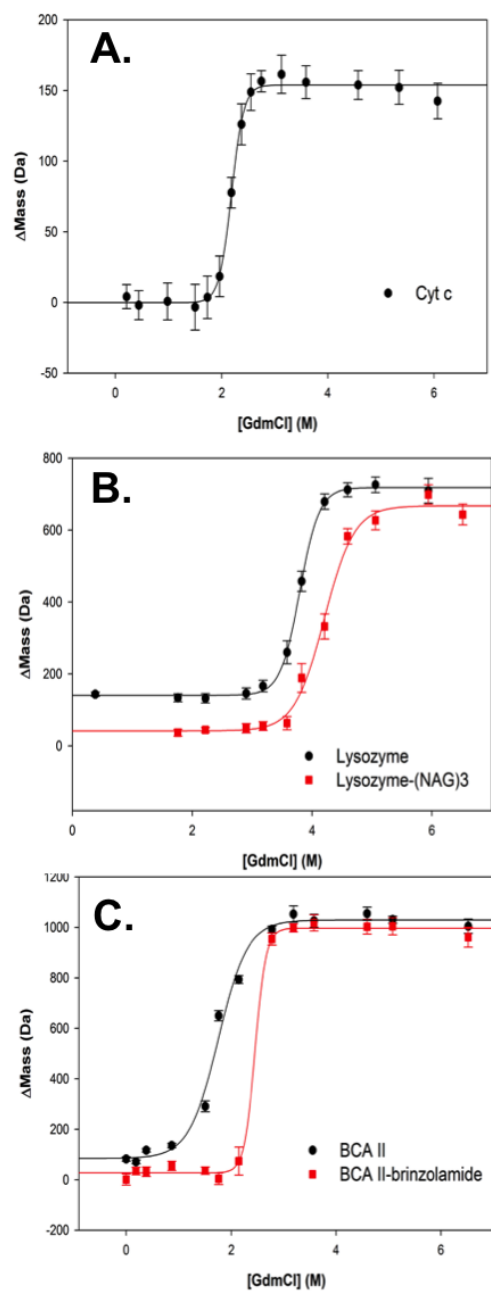 A.
200
150
100
50
0
-50
ΔMass (Da)
Cyt c
0 2 4 6
[GdmCl] (M)
B.
800
600
400
200
0
ΔMass (Da)
Lysozyme
Lysozyme-(NAG)3
0 2 4 6
[GdmCl] (M)
C.
1200
1000
800
600
400
200
0
-200
ΔMass (Da)
BCA II
BCA II-brinzolamide
0 2 4 6
[GdmCl] (M)